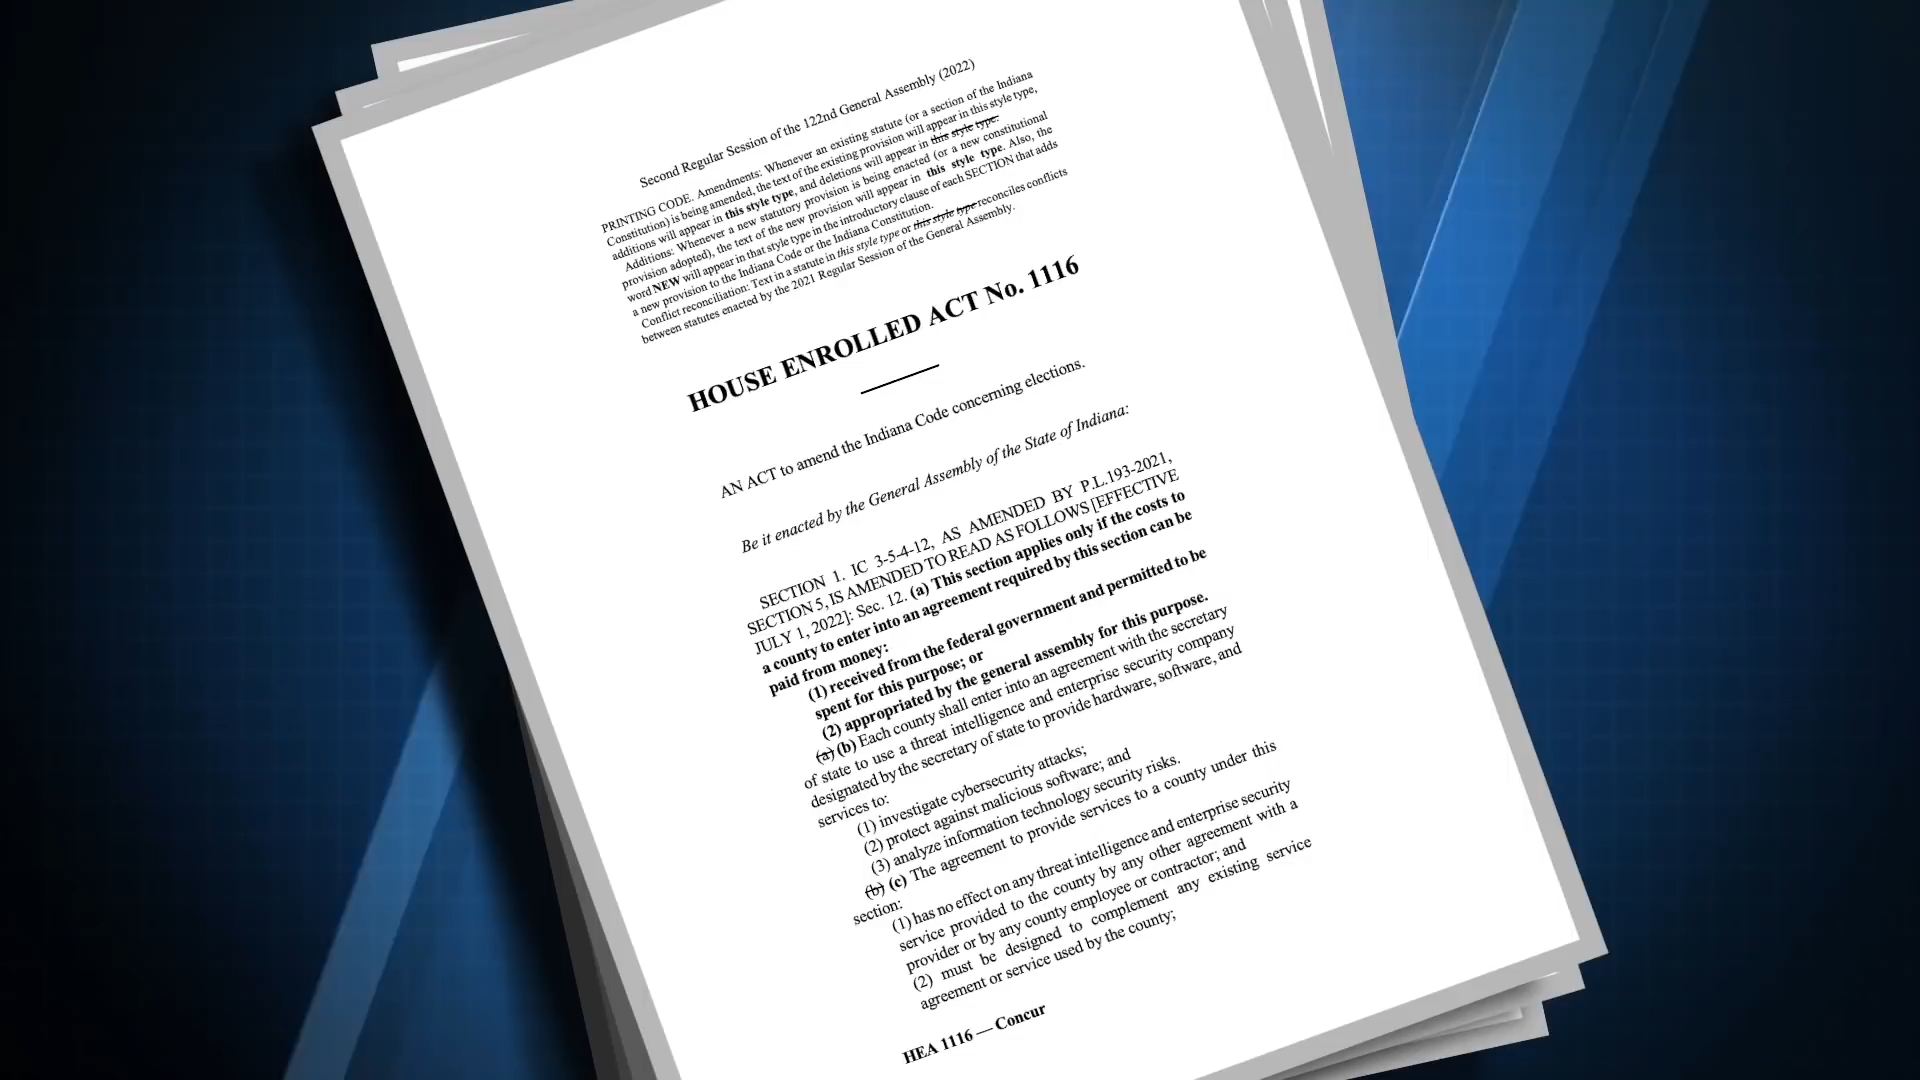 Second Regular Session of the 122nd General Assembly (2022)
PRINTING CODE. Amendments: Whenever an existing statute (or a section of the Indiana
Constitution) is being amended, the text of the existing provision will appear in this style type,
additions will appear in this style type, and deletions will appear in this style type.
Additions: Whenever a new statutory provision is being enacted (or a new constitutional
provision adopted), the text of the new provision will appear in this style type. Also, the
word NEW will appear in that style type in the introductory clause of each SECTION that adds
a new provision to the Indiana Code or the Indiana Constitution.
Conflict reconciliation: Text in a statute in this style type or this style type reconciles conflicts
between statutes enacted by the 2021 Regular Session of the General Assembly.
HOUSE ENROLLED ACT No. 1116
AN ACT to amend the Indiana Code concerning elections.
Be it enacted by the General Assembly of the State of Indiana:
SECTION 1. IC 3-5-4-12, AS AMENDED BY P.L.193-2021,
SECTION 5, IS AMENDED TO READ AS FOLLOWS [EFFECTIVE
JULY 1, 2022]: Sec. 12. (a) This section applies only if the costs to
a county to enter into an agreement required by this section can be
paid from money:
(1) received from the federal government and permitted to be
spent for this purpose; or
(2) appropriated by the general assembly for this purpose.
(a) (b) Each county shall enter into an agreement with the secretary
of state to use a threat intelligence and enterprise security company
designated by the secretary of state to provide hardware, software, and
services to:
(1) investigate cybersecurity attacks;
(2) protect against malicious software; and
(3) analyze information technology security risks.
(b) (c) The agreement to provide services to a county under this
section:
(1) has no effect on any threat intelligence and enterprise security
service provided to the county by any other agreement with a
provider or by any county employee or contractor; and
(2) must be designed to complement any existing service
agreement or service used by the county;
HEA 1116 — Concur